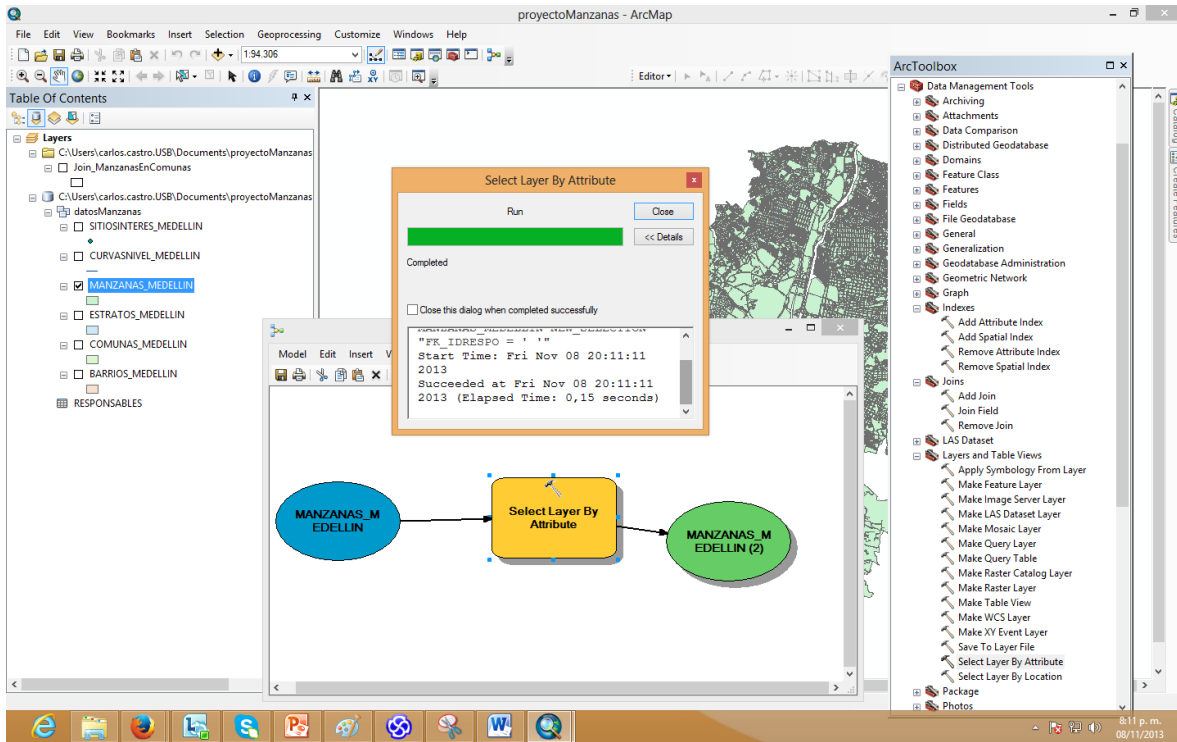 proyectoManzanas - ArcMap
File Edit View Bookmarks Insert Selection Geoprocessing Customize Windows Help
1:94.306
Editor
Table Of Contents
Layers
C:\Users\carlos.castro.USB\Documents\proyectoManzanas
Join_ManzanasEnComunas
C:\Users\carlos.castro.USB\Documents\proyectoManzanas
datosManzanas
SITIOSINTERES_MEDELLIN
CURVASNIVEL_MEDELLIN
MANZANAS_MEDELLIN
ESTRATOS_MEDELLIN
COMUNAS_MEDELLIN
BARRIOS_MEDELLIN
RESPONSABLES
Select Layer By Attribute
Run
Close
<< Details
Completed
Close this dialog when completed successfully
MANZANAS_MEDELLIN NEW_SELECTION
"FK_IDRESPO = ' '"
Start Time: Fri Nov 08 20:11:11
2013
Succeeded at Fri Nov 08 20:11:11
2013 (Elapsed Time: 0,15 seconds)
Model Edit Insert V
MANZANAS_M
EDELLIN
Select Layer By
Attribute
MANZANAS_M
EDELLIN (2)
ArcToolbox
Data Management Tools
Archiving
Attachments
Data Comparison
Distributed Geodatabase
Domains
Feature Class
Features
Fields
File Geodatabase
General
Generalization
Geodatabase Administration
Geometric Network
Graph
Indexes
Add Attribute Index
Add Spatial Index
Remove Attribute Index
Remove Spatial Index
Joins
Add Join
Join Field
Remove Join
LAS Dataset
Layers and Table Views
Apply Symbology From Layer
Make Feature Layer
Make Image Server Layer
Make LAS Dataset Layer
Make Mosaic Layer
Make Query Layer
Make Query Table
Make Raster Catalog Layer
Make Raster Layer
Make Table View
Make WCS Layer
Make XY Event Layer
Save To Layer File
Select Layer By Attribute
Select Layer By Location
Package
Photos
Catalog
Create Features
8:11 p. m.
08/11/2013